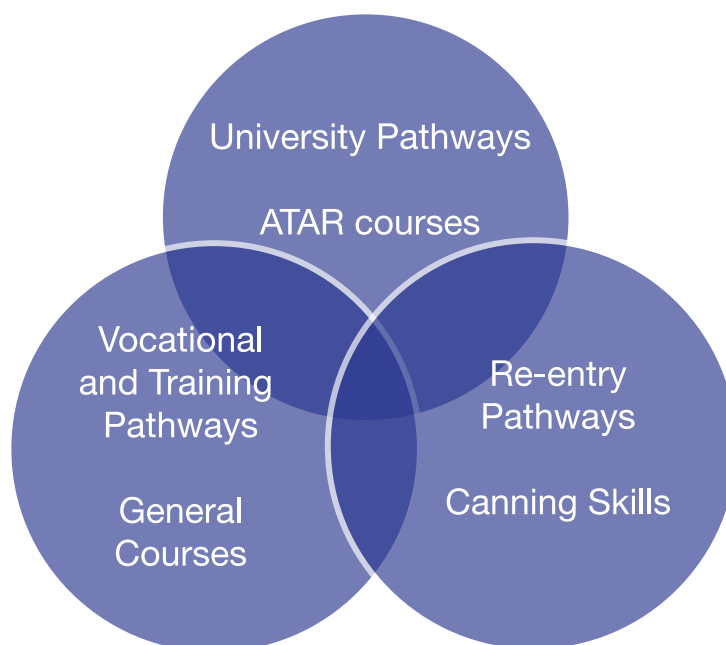 University Pathways
ATAR courses
Vocational
and Training
Pathways
General
Courses
Re-entry
Pathways
Canning Skills